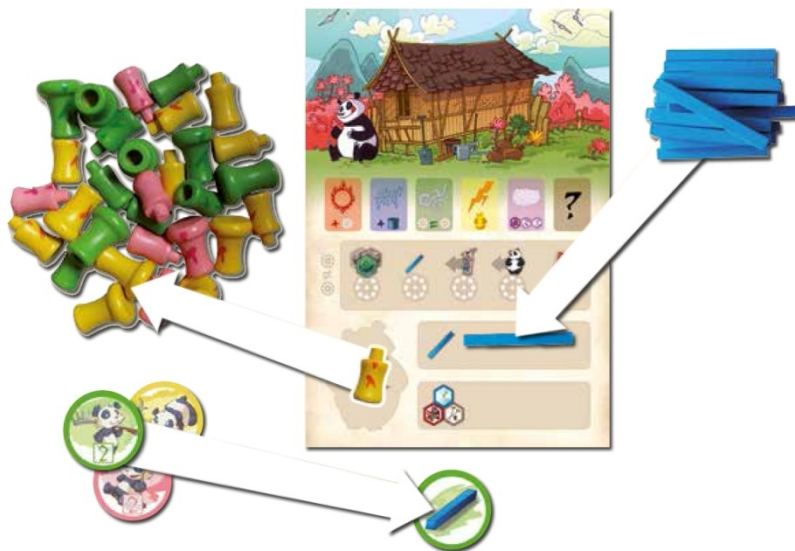 + + = ?
2